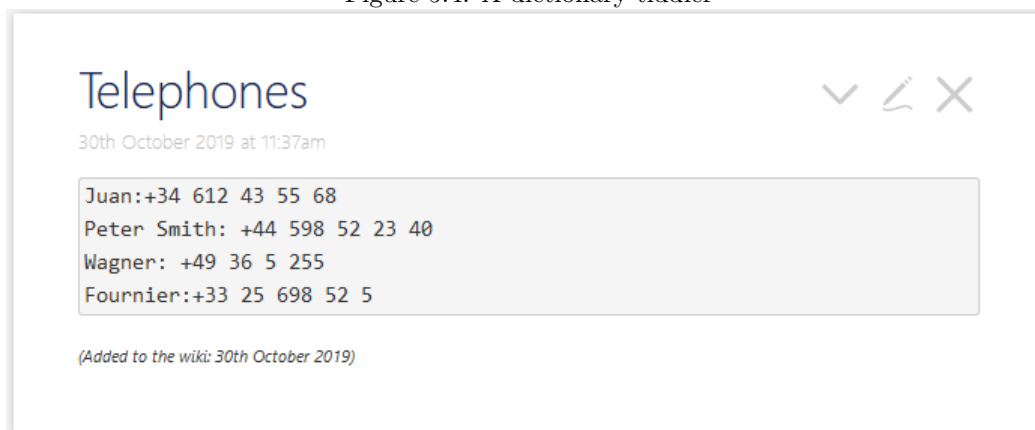 Figure 5.4: A dictionary tiddler
Telephones
30th October 2019 at 11:37am
Juan:+34 612 43 55 68
Peter Smith: +44 598 52 23 40
Wagner: +49 36 5 255
Fournier:+33 25 698 52 5
(Added to the wiki: 30th October 2019)